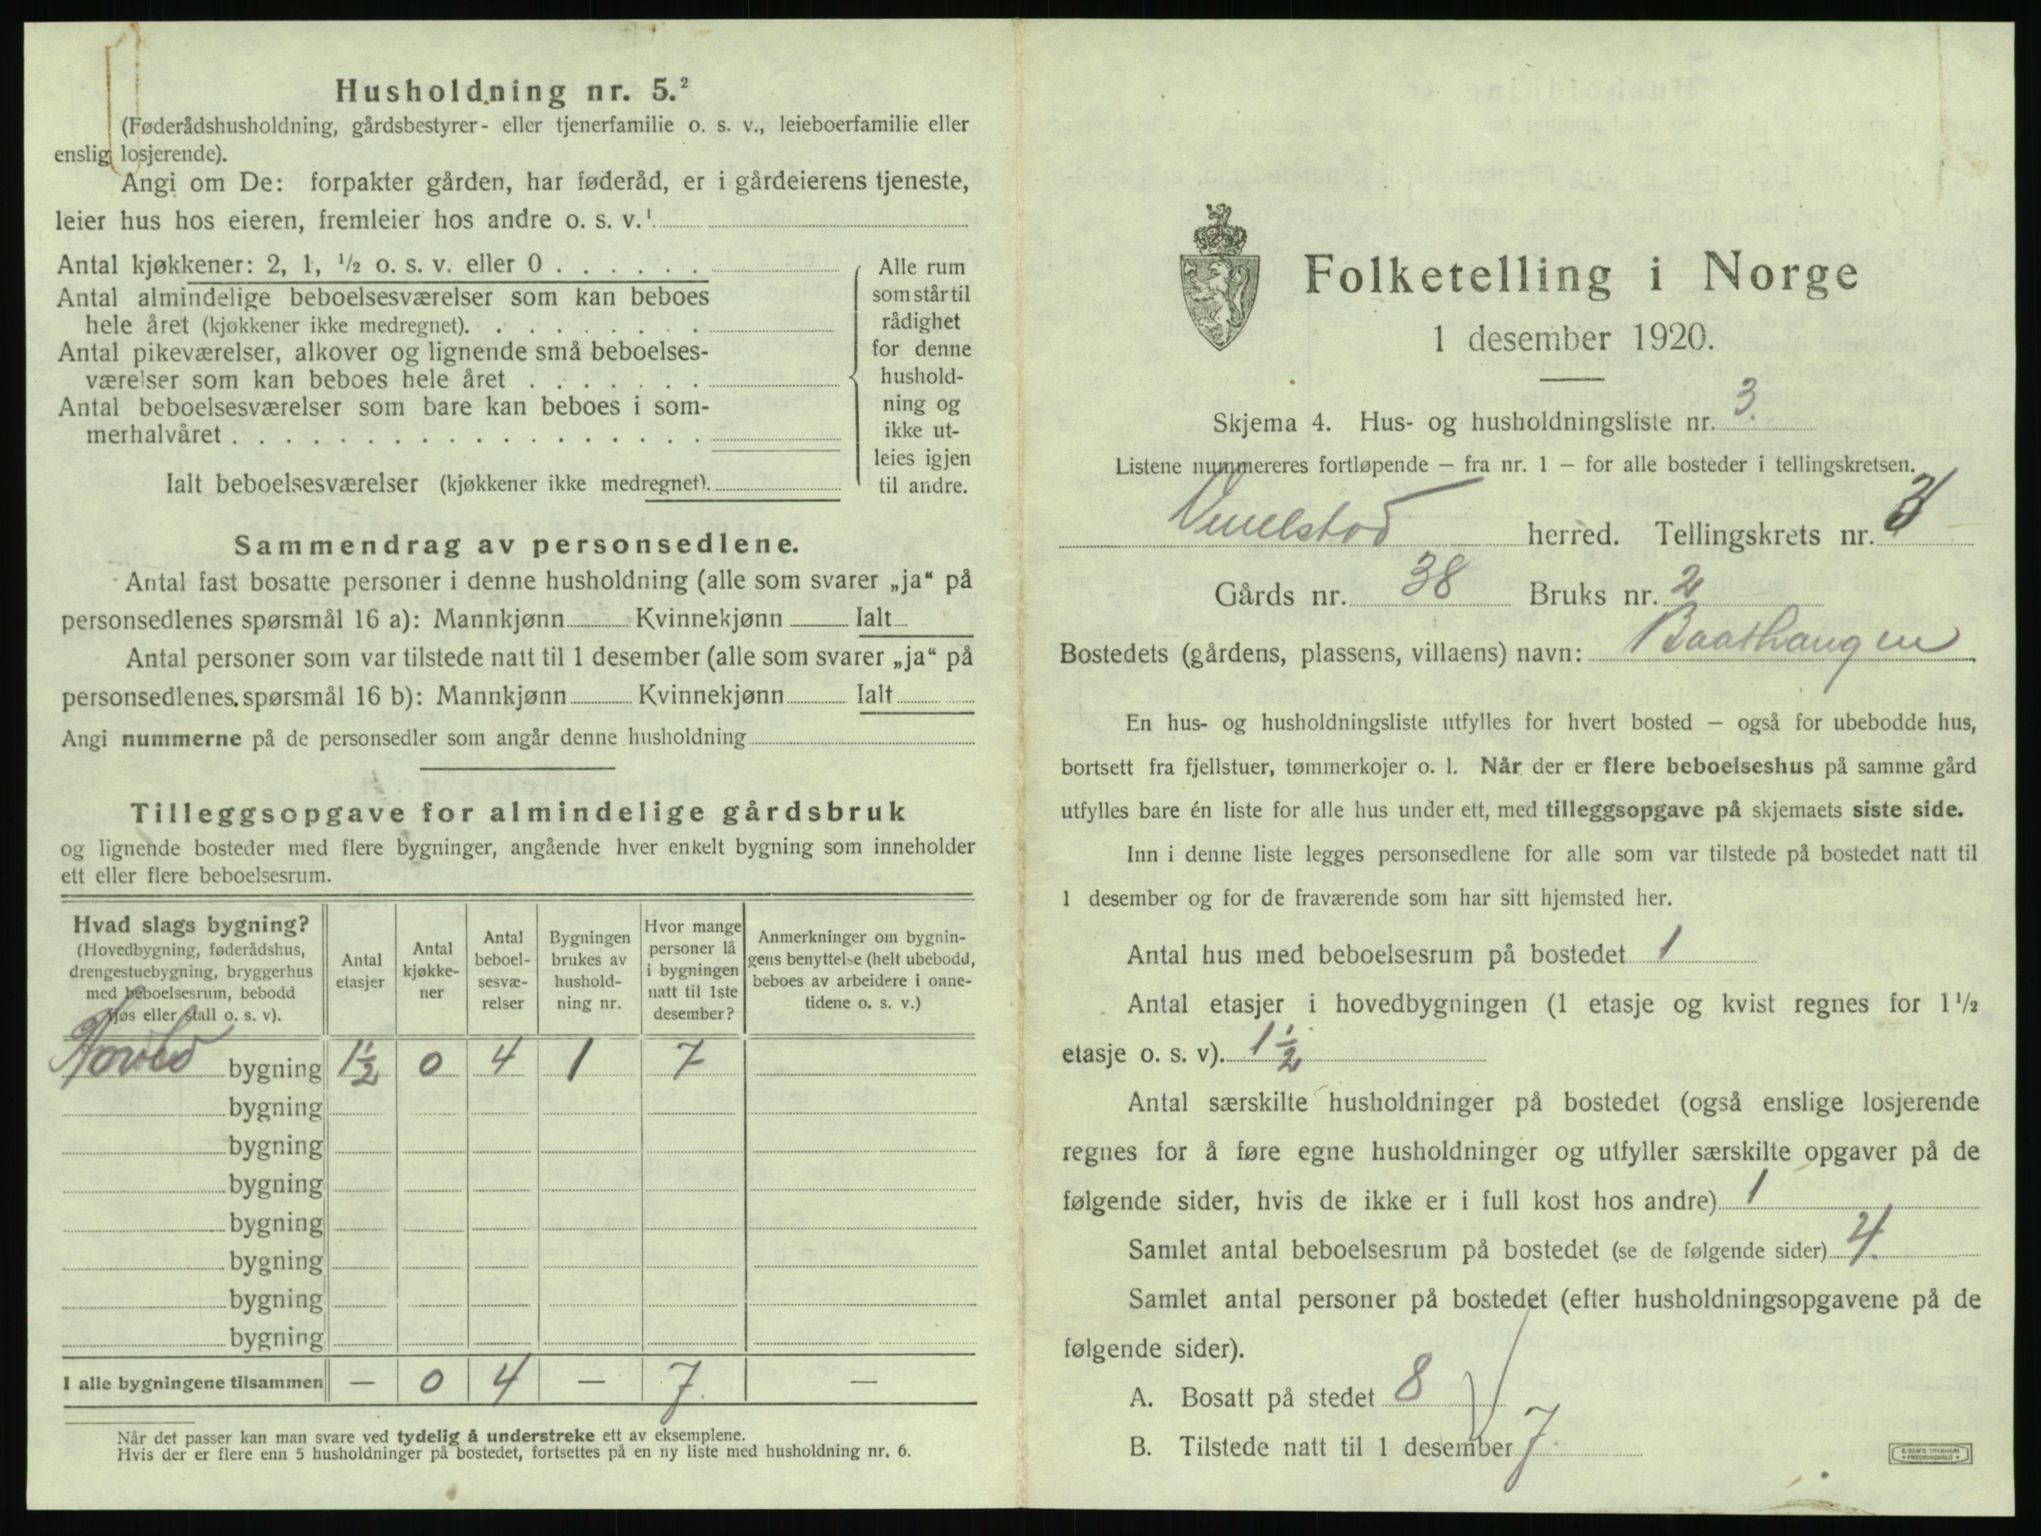 Husholdning nr. 5.²
(Føderådshusholdning, gårdsbestyrer- eller tjenerfamilie o. s. v., leieboerfamilie eller
enslig losjerende).
Angi om De: forpakter gården, har føderåd, er i gårdeierens tjeneste,
leier hus hos eieren, fremleier hos andre o. s. v.¹
Antal kjøkkener: 2, 1, ½ o. s. v. eller 0 . . . . . .
Antal almindelige beboelsesværelser som kan beboes
hele året (kjøkkener ikke medregnet). . . . . . . . .
Antal pikeværelser, alkover og lignende små beboelses-
værelser som kan beboes hele året . . . . . . .
Antal beboelsesværelser som bare kan beboes i som-
merhalvåret . . . . . . . . . . . . . . . . . .
Ialt beboelsesværelser (kjøkkener ikke medregnet).
Alle rum
som står til
rådighet
for denne
hushold-
ning og
ikke ut-
leies igjen
til andre.
Sammendrag av personsedlene.
Antal fast bosatte personer i denne husholdning (alle som svarer „ja“ på
personsedlenes spørsmål 16 a): Mannkjønn Kvinnekjønn Ialt
Antal personer som var tilstede natt til 1 desember (alle som svarer „ja“ på
personsedlenes spørsmål 16 b): Mannkjønn Kvinnekjønn Ialt
Angi nummerne på de personsedler som angår denne husholdning
Tilleggsopgave for almindelige gårdsbruk
og lignende bosteder med flere bygninger, angående hver enkelt bygning som inneholder
ett eller flere beboelsesrum.
Hvad slags bygning?
(Hovedbygning, føderådshus,
drengestuebygning, bryggerhus
med beboelsesrum, bebodd
fjøs eller stall o. s. v).
Antal
etasjer
Antal
kjøkke-
ner
Antal
beboel-
sesvæ-
relser
Bygningen
brukes av
hushold-
ning nr.
Hvor mange
personer lå
i bygningen
natt til 1ste
desember?
Anmerkninger om bygnin-
gens benyttelse (helt ubebodd,
beboes av arbeidere i onne-
tidene o. s. v.)
Hoved bygning 1½ 0 4 1 7
bygning
bygning
bygning
bygning
bygning
bygning
bygning
I alle bygningene tilsammen — 0 4 — 7. —
Når det passer kan man svare ved tydelig å understreke ett av eksemplene.
Hvis der er flere enn 5 husholdninger på bostedet, fortsettes på en ny liste med husholdning nr. 6.
Folketelling i Norge
1 desember 1920.
Skjema 4. Hus- og husholdningsliste nr. 3.
Listene nummereres fortløpende – fra nr. 1 – for alle bosteder i tellingskretsen.
herred. Tellingskrets nr.
Gårds nr. 38 Bruks nr. 2
Bostedets (gårdens, plassens, villaens) navn: Baathaugen
En hus- og husholdningsliste utfylles for hvert bosted – også for ubebodde hus,
bortsett fra fjellstuer, tømmerkojer o. l. Når der er flere beboelseshus på samme gård
utfylles bare én liste for alle hus under ett, med tilleggsopgave på skjemaets siste side.
Inn i denne liste legges personsedlene for alle som var tilstede på bostedet natt til
1 desember og for de fraværende som har sitt hjemsted her.
Antal hus med beboelsesrum på bostedet 1
Antal etasjer i hovedbygningen (1 etasje og kvist regnes for 1½
etasje o. s. v). 1½
Antal særskilte husholdninger på bostedet (også enslige losjerende
regnes for å føre egne husholdninger og utfyller særskilte opgaver på de
følgende sider, hvis de ikke er i full kost hos andre) 1
Samlet antal beboelsesrum på bostedet (se de følgende sider) 4.
Samlet antal personer på bostedet (efter husholdningsopgavene på de
følgende sider).
A. Bosatt på stedet 8
B. Tilstede natt til 1 desember 7.